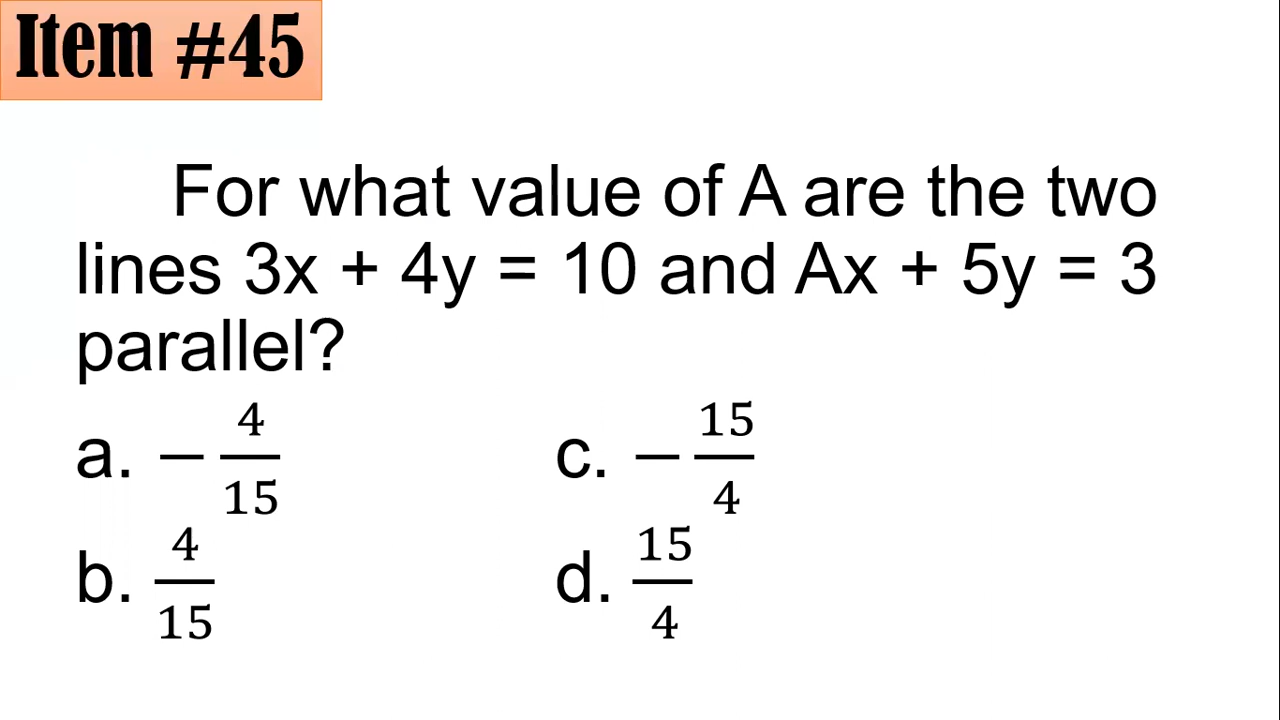 Item #45
For what value of A are the two
lines 3x + 4y = 10 and Ax + 5y = 3
parallel?
a. −4/15 c. −15/4
b. 4/15 d. 15/4